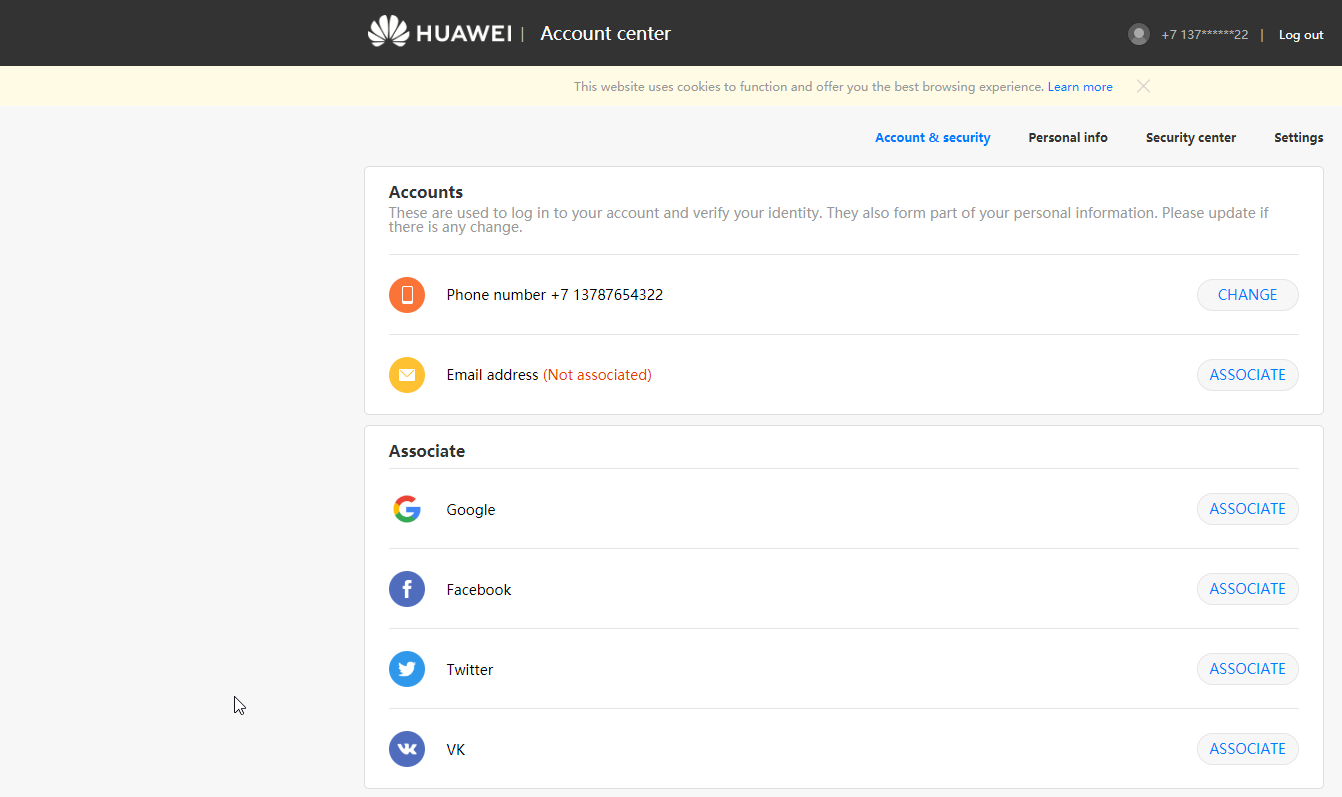 HUAWEI | Account center
+7 137******22 | Log out
This website uses cookies to function and offer you the best browsing experience. Learn more
Account & security Personal info Security center Settings
Accounts
These are used to log in to your account and verify your identity. They also form part of your personal information. Please update if
there is any change.
Phone number +7 13787654322 CHANGE
Email address (Not associated) ASSOCIATE
Associate
Google ASSOCIATE
Facebook ASSOCIATE
Twitter ASSOCIATE
VK ASSOCIATE